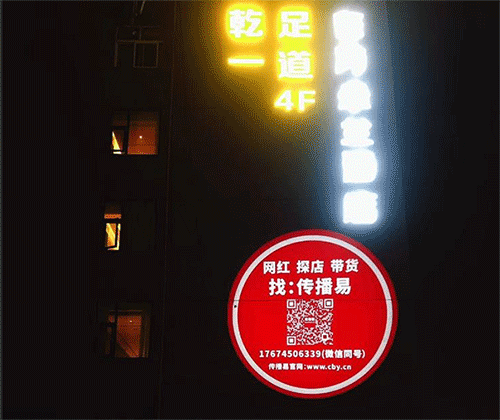 乾一
足道
4F
网红 探店 带货
找:传播易
17674506339(微信同号)
传播易官网:www.cby.cn